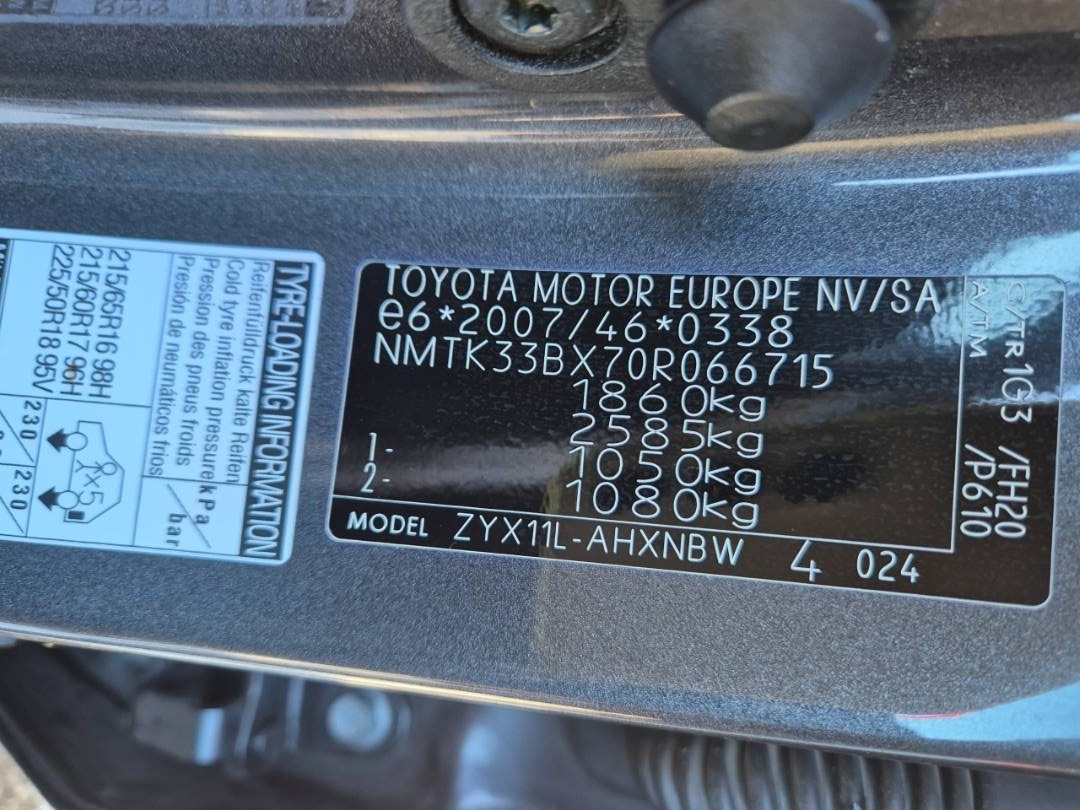 TYRE-LOADING INFORMATION
Reifenfülldruck kalte Reifen
Cold tyre inflation pressure
Pression des pneus froids
Presión de neumáticos fríos
kPa/
bar
215/65R16 98H
215/60R17 96H
225/50R18 95V
X5
230
230
TOYOTA MOTOR EUROPE NV/SA
e6*2007/46*0338
NMTK33BX70R066715
1860kg
2585kg
1- 1050kg
2- 1080kg
MODEL ZYX11L-AHXNBW 4 024
C/TR 1G3 /FH20
A/TM /P610